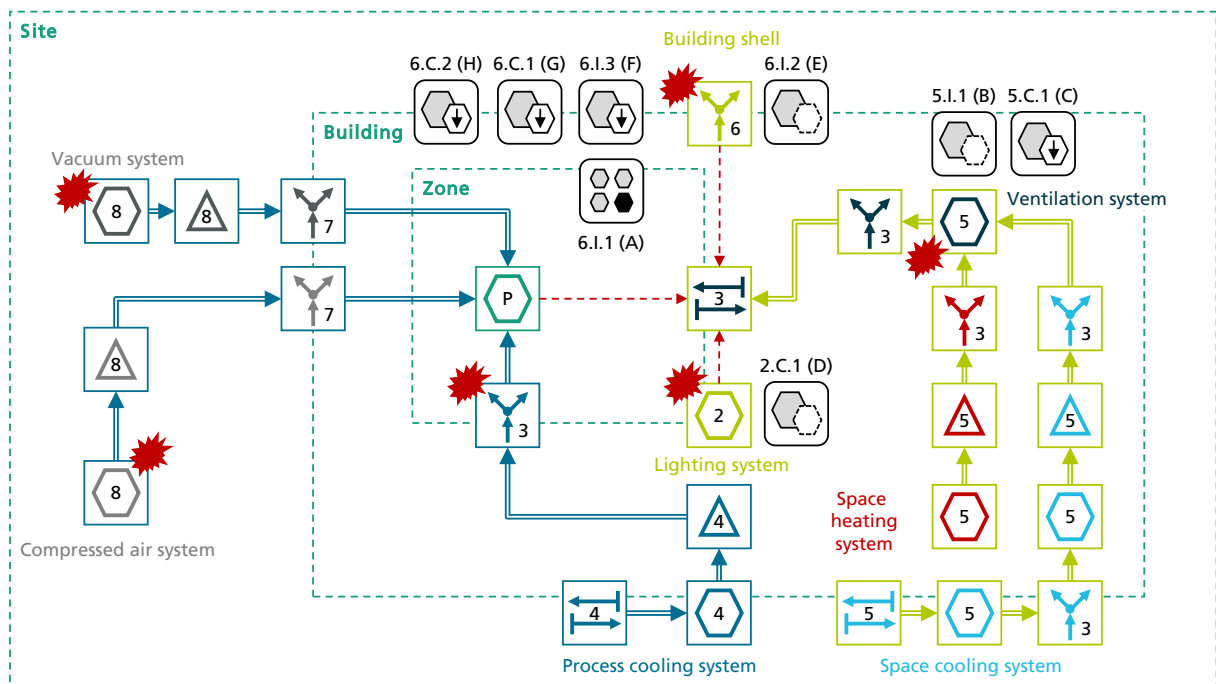 Site
Building shell
6.C.2 (H)
6.C.1 (G)
6.I.3 (F)
6.I.2 (E)
5.I.1 (B)
5.C.1 (C)
6
Building
Vacuum system
Zone
8
8
7
6.I.1 (A)
3
5
Ventilation system
7
P
3
3
3
8
2.C.1 (D)
3
2
5
5
Lighting system
8
Compressed air system
4
Space
heating
system
5
5
4
4
5
5
3
Process cooling system
Space cooling system